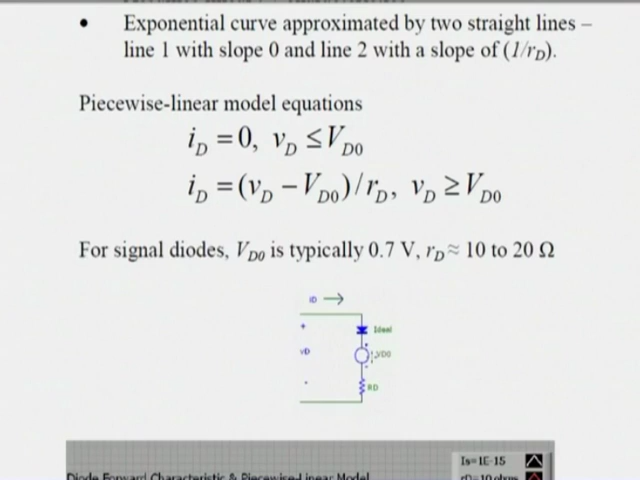 • Exponential curve approximated by two straight lines –
line 1 with slope 0 and line 2 with a slope of (1/rD).
Piecewise-linear model equations
iD = 0, vD ≤ VD0
iD = (vD − VD0)/rD, vD ≥ VD0
For signal diodes, VD0 is typically 0.7 V, rD ≈ 10 to 20 Ω
ID →
+
Ideal
VD
VD0
-
RD
Is=1E-15
Diode Forward Characteristic & Piecewise-Linear Model
rD=10 ohms